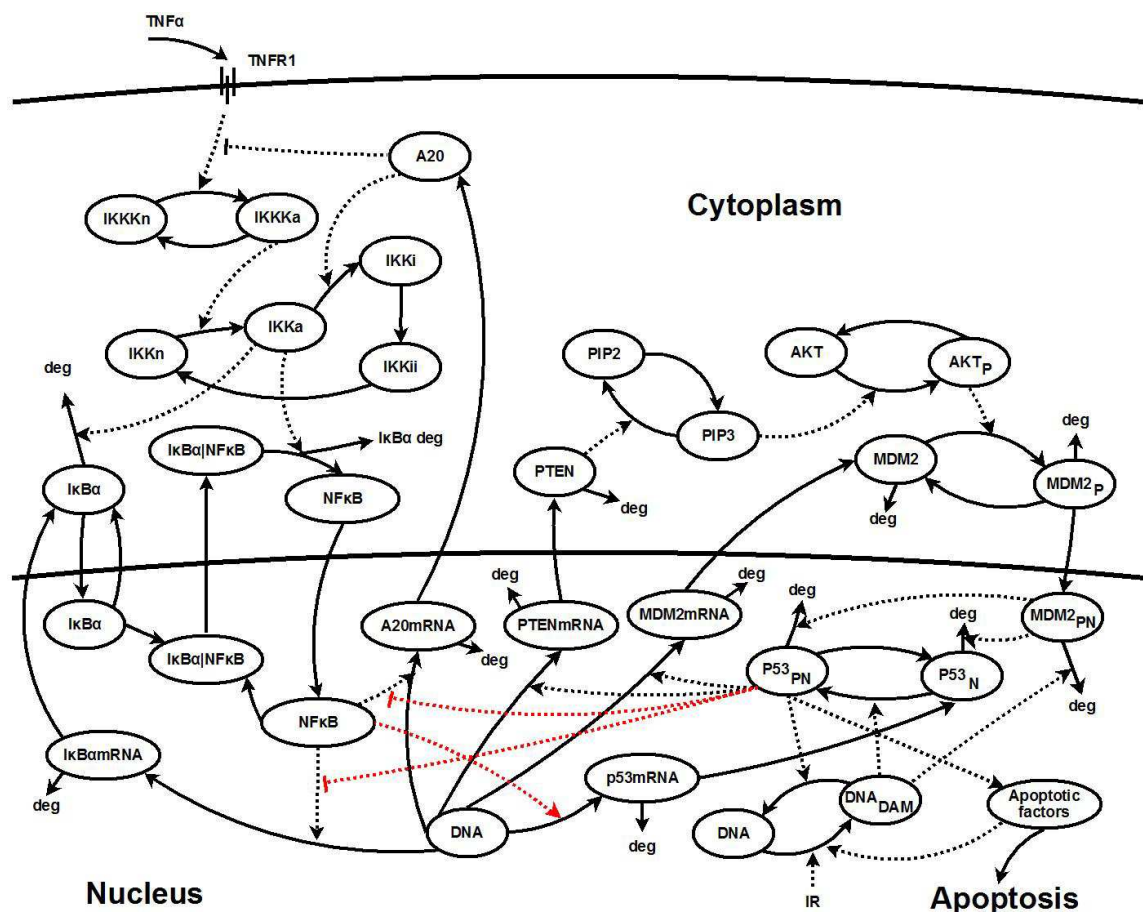 TNFα
TNFR1
A20
Cytoplasm
IKKKn
IKKKa
IKKi
IKKa
IKKn
IKKii
deg
PIP2
PIP3
AKT
AKTP
IκBα|NFκB
IκBα deg
NFκB
IκBα
PTEN
deg
MDM2
deg
deg
MDM2P
IκBα
IκBα|NFκB
A20mRNA
deg
deg
PTENmRNA
MDM2mRNA
deg
deg
P53PN
deg
P53N
MDM2PN
deg
NFκB
IκBαmRNA
deg
DNA
p53mRNA
deg
DNA
DNADAM
Apoptotic
factors
IR
Nucleus
Apoptosis